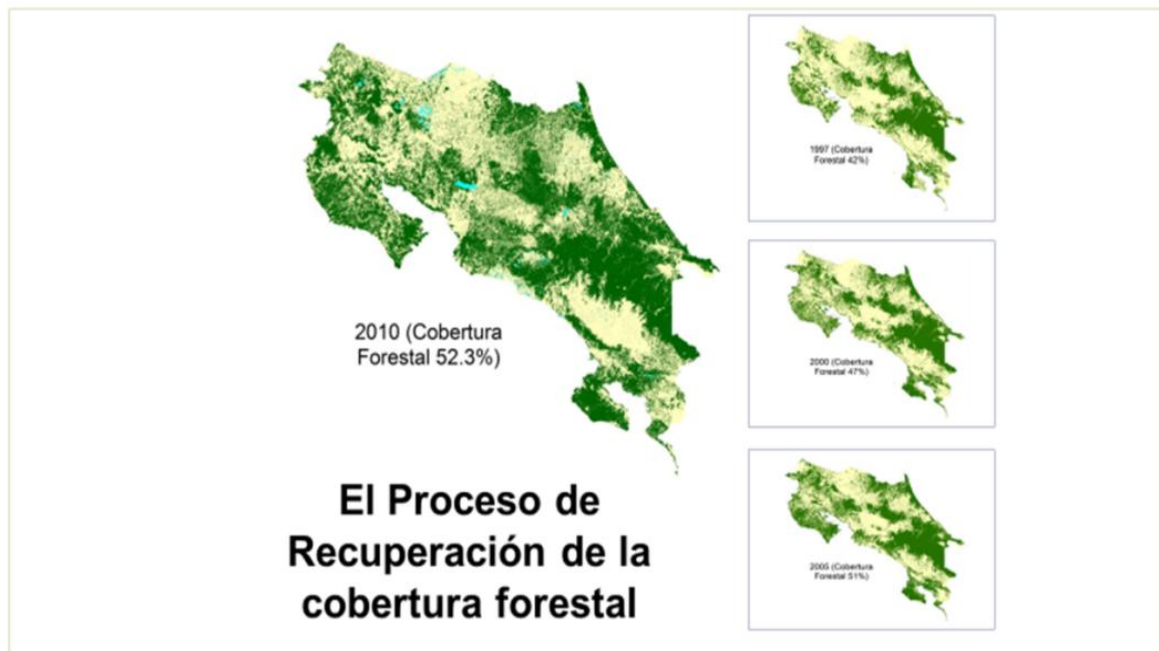 2010 (Cobertura
Forestal 52.3%)
El Proceso de
Recuperación de la
cobertura forestal
1997 (Cobertura
Forestal 42%)
2000 (Cobertura
Forestal 47%)
2005 (Cobertura
Forestal 51%)